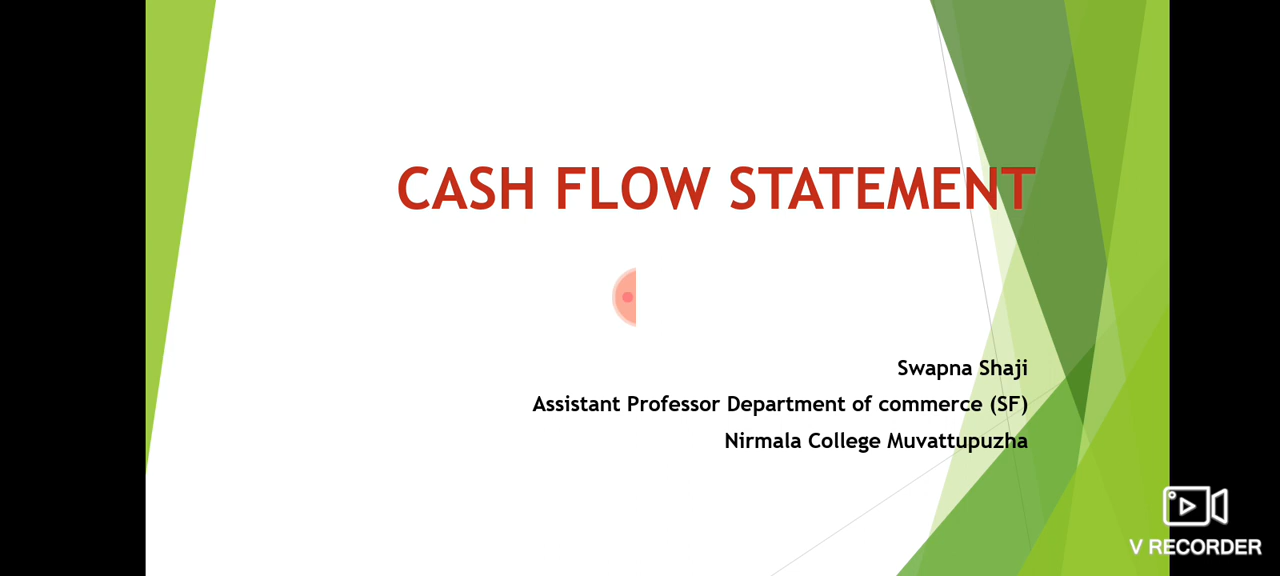 CASH FLOW STATEMENT
Swapna Shaji
Assistant Professor Department of commerce (SF)
Nirmala College Muvattupuzha
V RECORDER